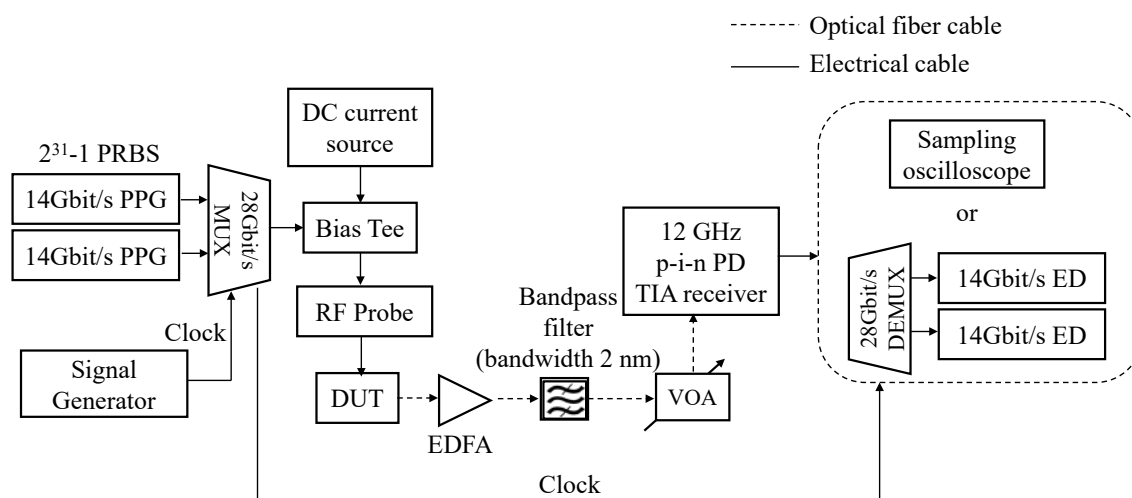 Optical fiber cable
Electrical cable
DC current
source
2³¹-1 PRBS
14Gbit/s PPG
14Gbit/s PPG
28Gbit/s
MUX
Bias Tee
RF Probe
Clock
Signal
Generator
DUT
EDFA
Bandpass
filter
(bandwidth 2 nm)
VOA
12 GHz
p-i-n PD
TIA receiver
Sampling
oscilloscope
or
28Gbit/s
DEMUX
14Gbit/s ED
14Gbit/s ED
Clock